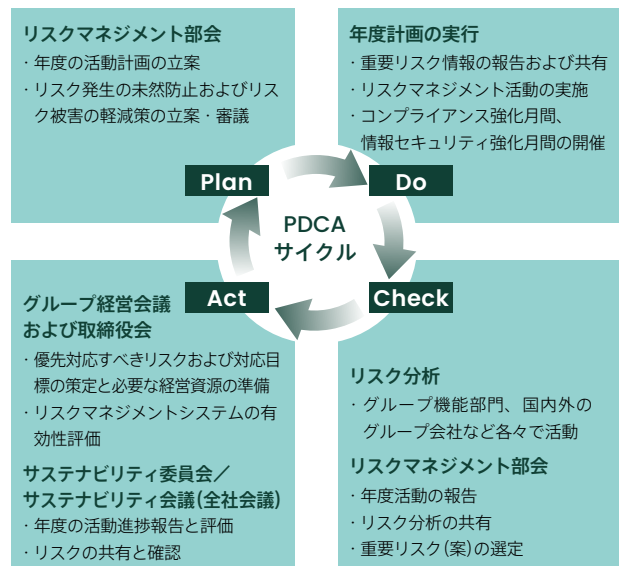 リスクマネジメント部会
・年度の活動計画の立案
・リスク発生の未然防止およびリス
ク被害の軽減策の立案・審議
Plan
年度計画の実行
・重要リスク情報の報告および共有
・リスクマネジメント活動の実施
・コンプライアンス強化月間、
情報セキュリティ強化月間の開催
Do
PDCA
サイクル
Check
リスク分析
・グループ機能部門、国内外の
グループ会社など各々で活動
リスクマネジメント部会
・年度活動の報告
・リスク分析の共有
・重要リスク(案)の選定
Act
グループ経営会議
および取締役会
・優先対応すべきリスクおよび対応目
標の策定と必要な経営資源の準備
・リスクマネジメントシステムの有
効性評価
サステナビリティ委員会／
サステナビリティ会議(全社会議)
・年度の活動進捗報告と評価
・リスクの共有と確認